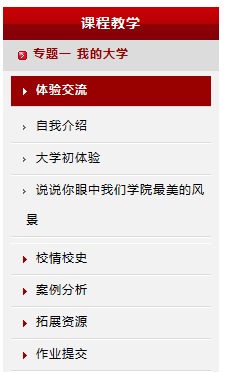 课程教学
专题一 我的大学
体验交流
自我介绍
大学初体验
说说你眼中我们学院最美的风
景
校情校史
案例分析
拓展资源
作业提交